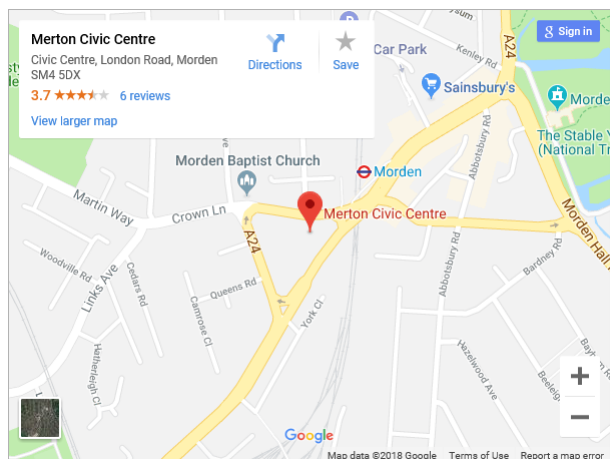 Merton Civic Centre
Civic Centre, London Road, Morden
SM4 5DX
3.7
6 reviews
View larger map
Directions
Save
Sign in
A24
Car Park
Kenley Rd
Sainsbury's
Morde
The Stable Y
(National Tr
Abbotsbury Rd
Morden Baptist Church
Morden
Martin Way
Crown Ln
Merton Civic Centre
Morden Hall
A24
Links Ave
Woodville Rd
Cedars Rd
Queens Rd
Camrose Cl
York Cl
Abbotsbury Rd
Bardney Rd
Hatherleigh Cl
Hazelwood Ave
Beeleig
+
−
Google
Map data ©2018 Google
Terms of Use
Report a map error